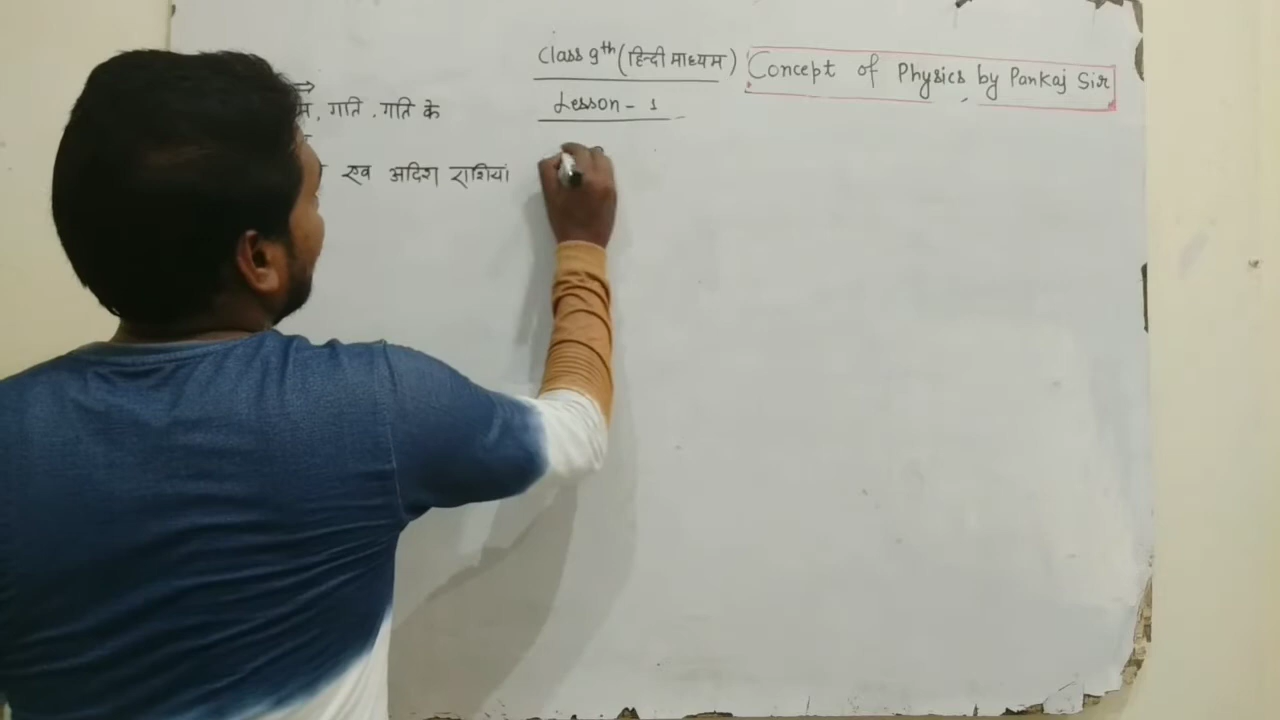 Class 9th (हिन्दी माध्यम)
Concept of Physics by Pankaj Sir
Lesson - 1
गति . गति के
एव अदिश राशियां